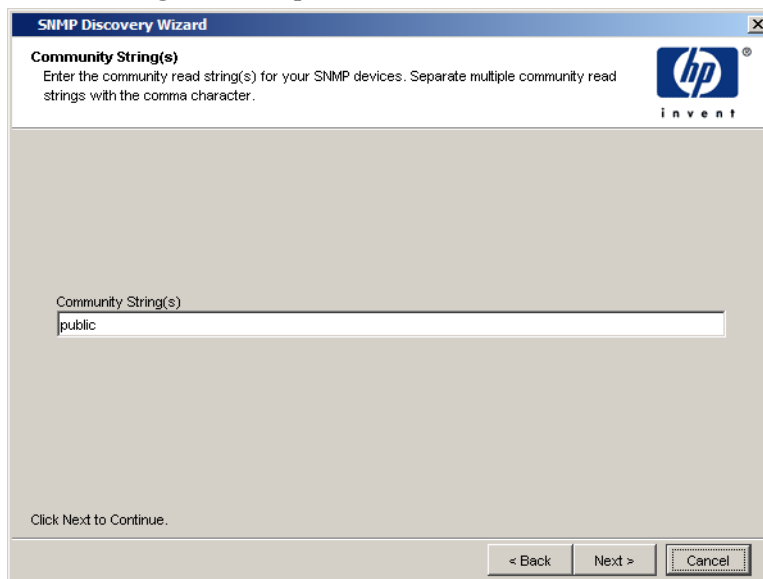 SNMP Discovery Wizard
Community String(s)
Enter the community read string(s) for your SNMP devices. Separate multiple community read
strings with the comma character.
hp
®
invent
Community String(s)
public
Click Next to Continue.
< Back
Next >
Cancel